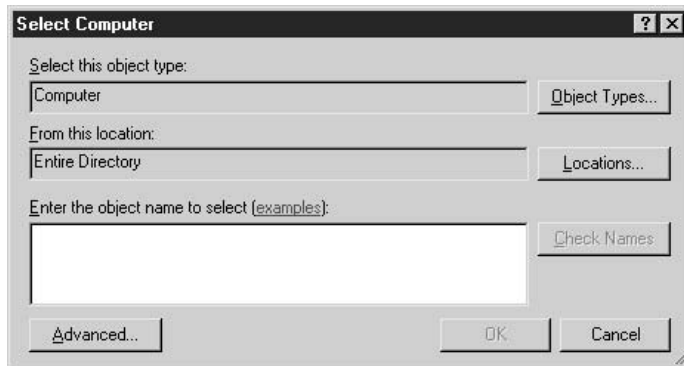 Select Computer
Select this object type:
Computer
Object Types...
From this location:
Entire Directory
Locations...
Enter the object name to select (examples):
Check Names
Advanced...
OK
Cancel